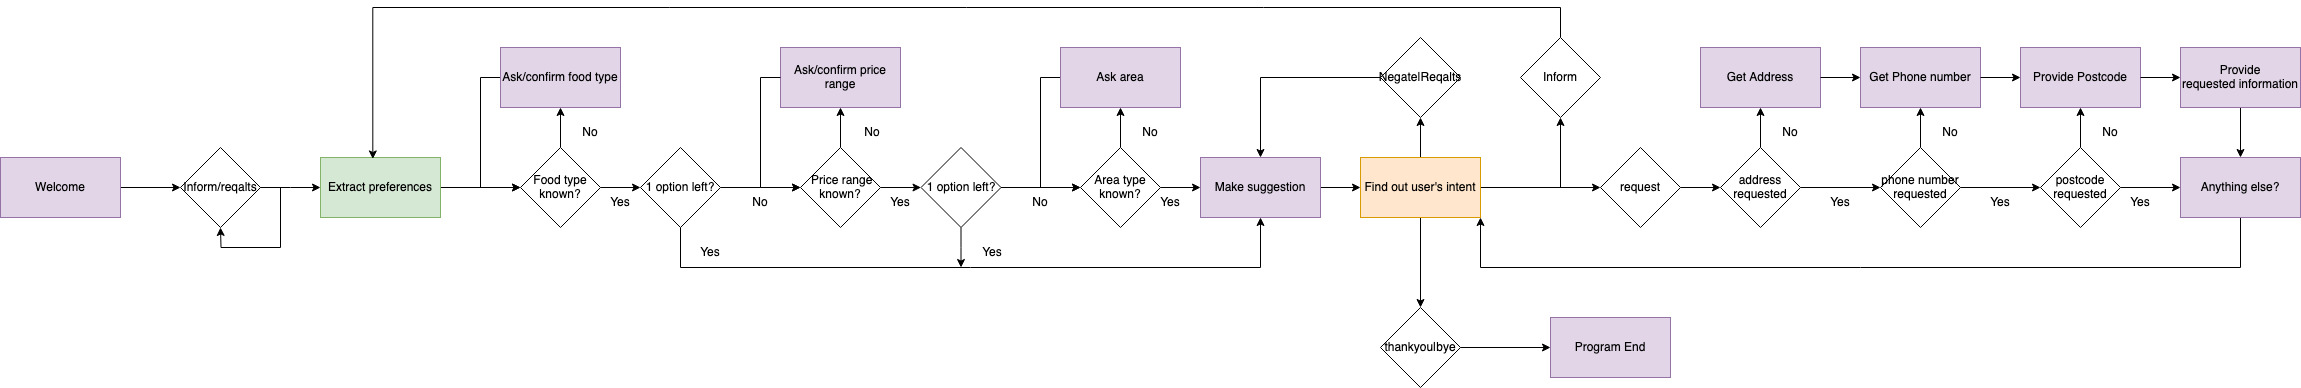 Welcome
Inform/reqalts
Extract preferences
Ask/confirm food type
No
Food type
known?
Yes
1 option left?
No
Yes
Ask/confirm price
range
No
Price range
known?
Yes
1 option left?
No
Yes
Ask area
No
Area type
known?
Yes
Make suggestion
NegatelReqalts
Find out user's intent
thankyoulbye
Program End
Inform
request
Get Address
No
address
requested
Yes
Get Phone number
No
phone number
requested
Yes
Provide Postcode
No
postcode
requested
Yes
Provide
requested information
Anything else?